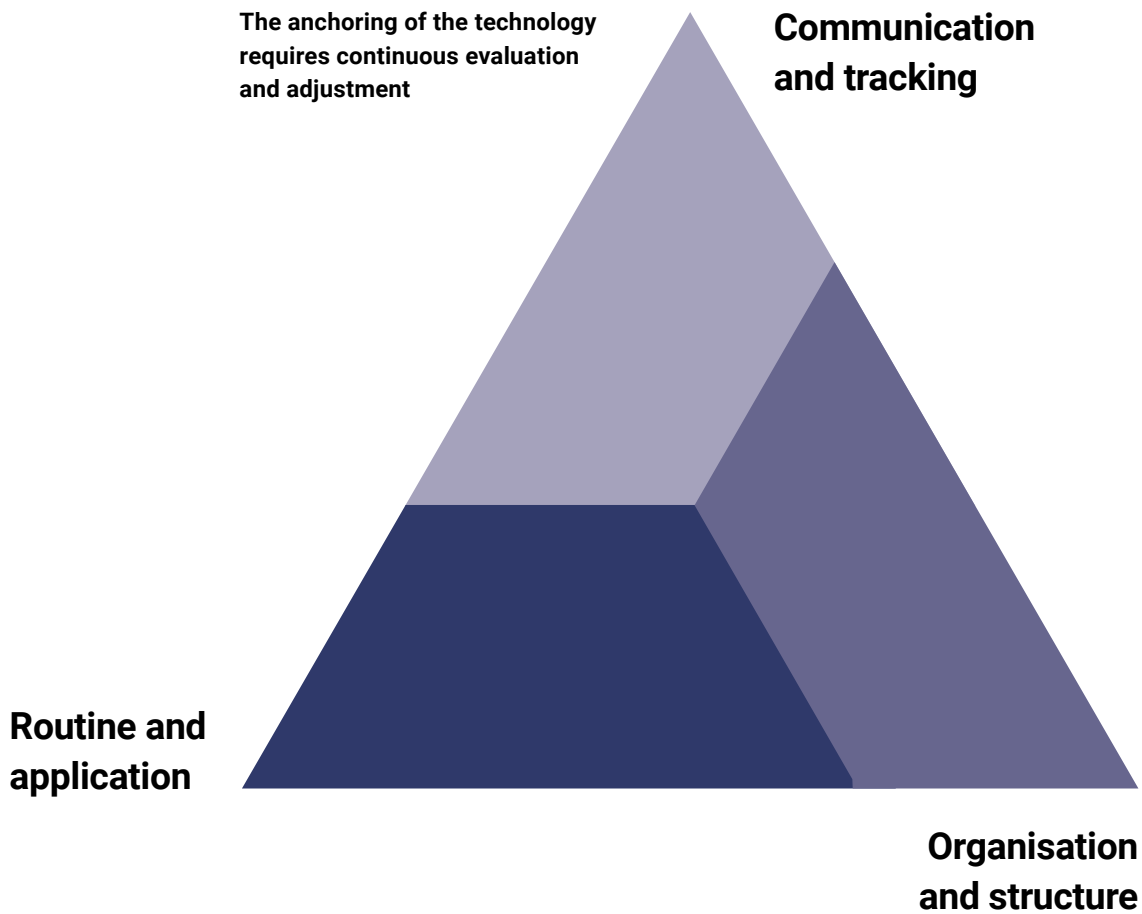 The anchoring of the technology
requires continuous evaluation
and adjustment
Communication
and tracking
Routine and
application
Organisation
and structure